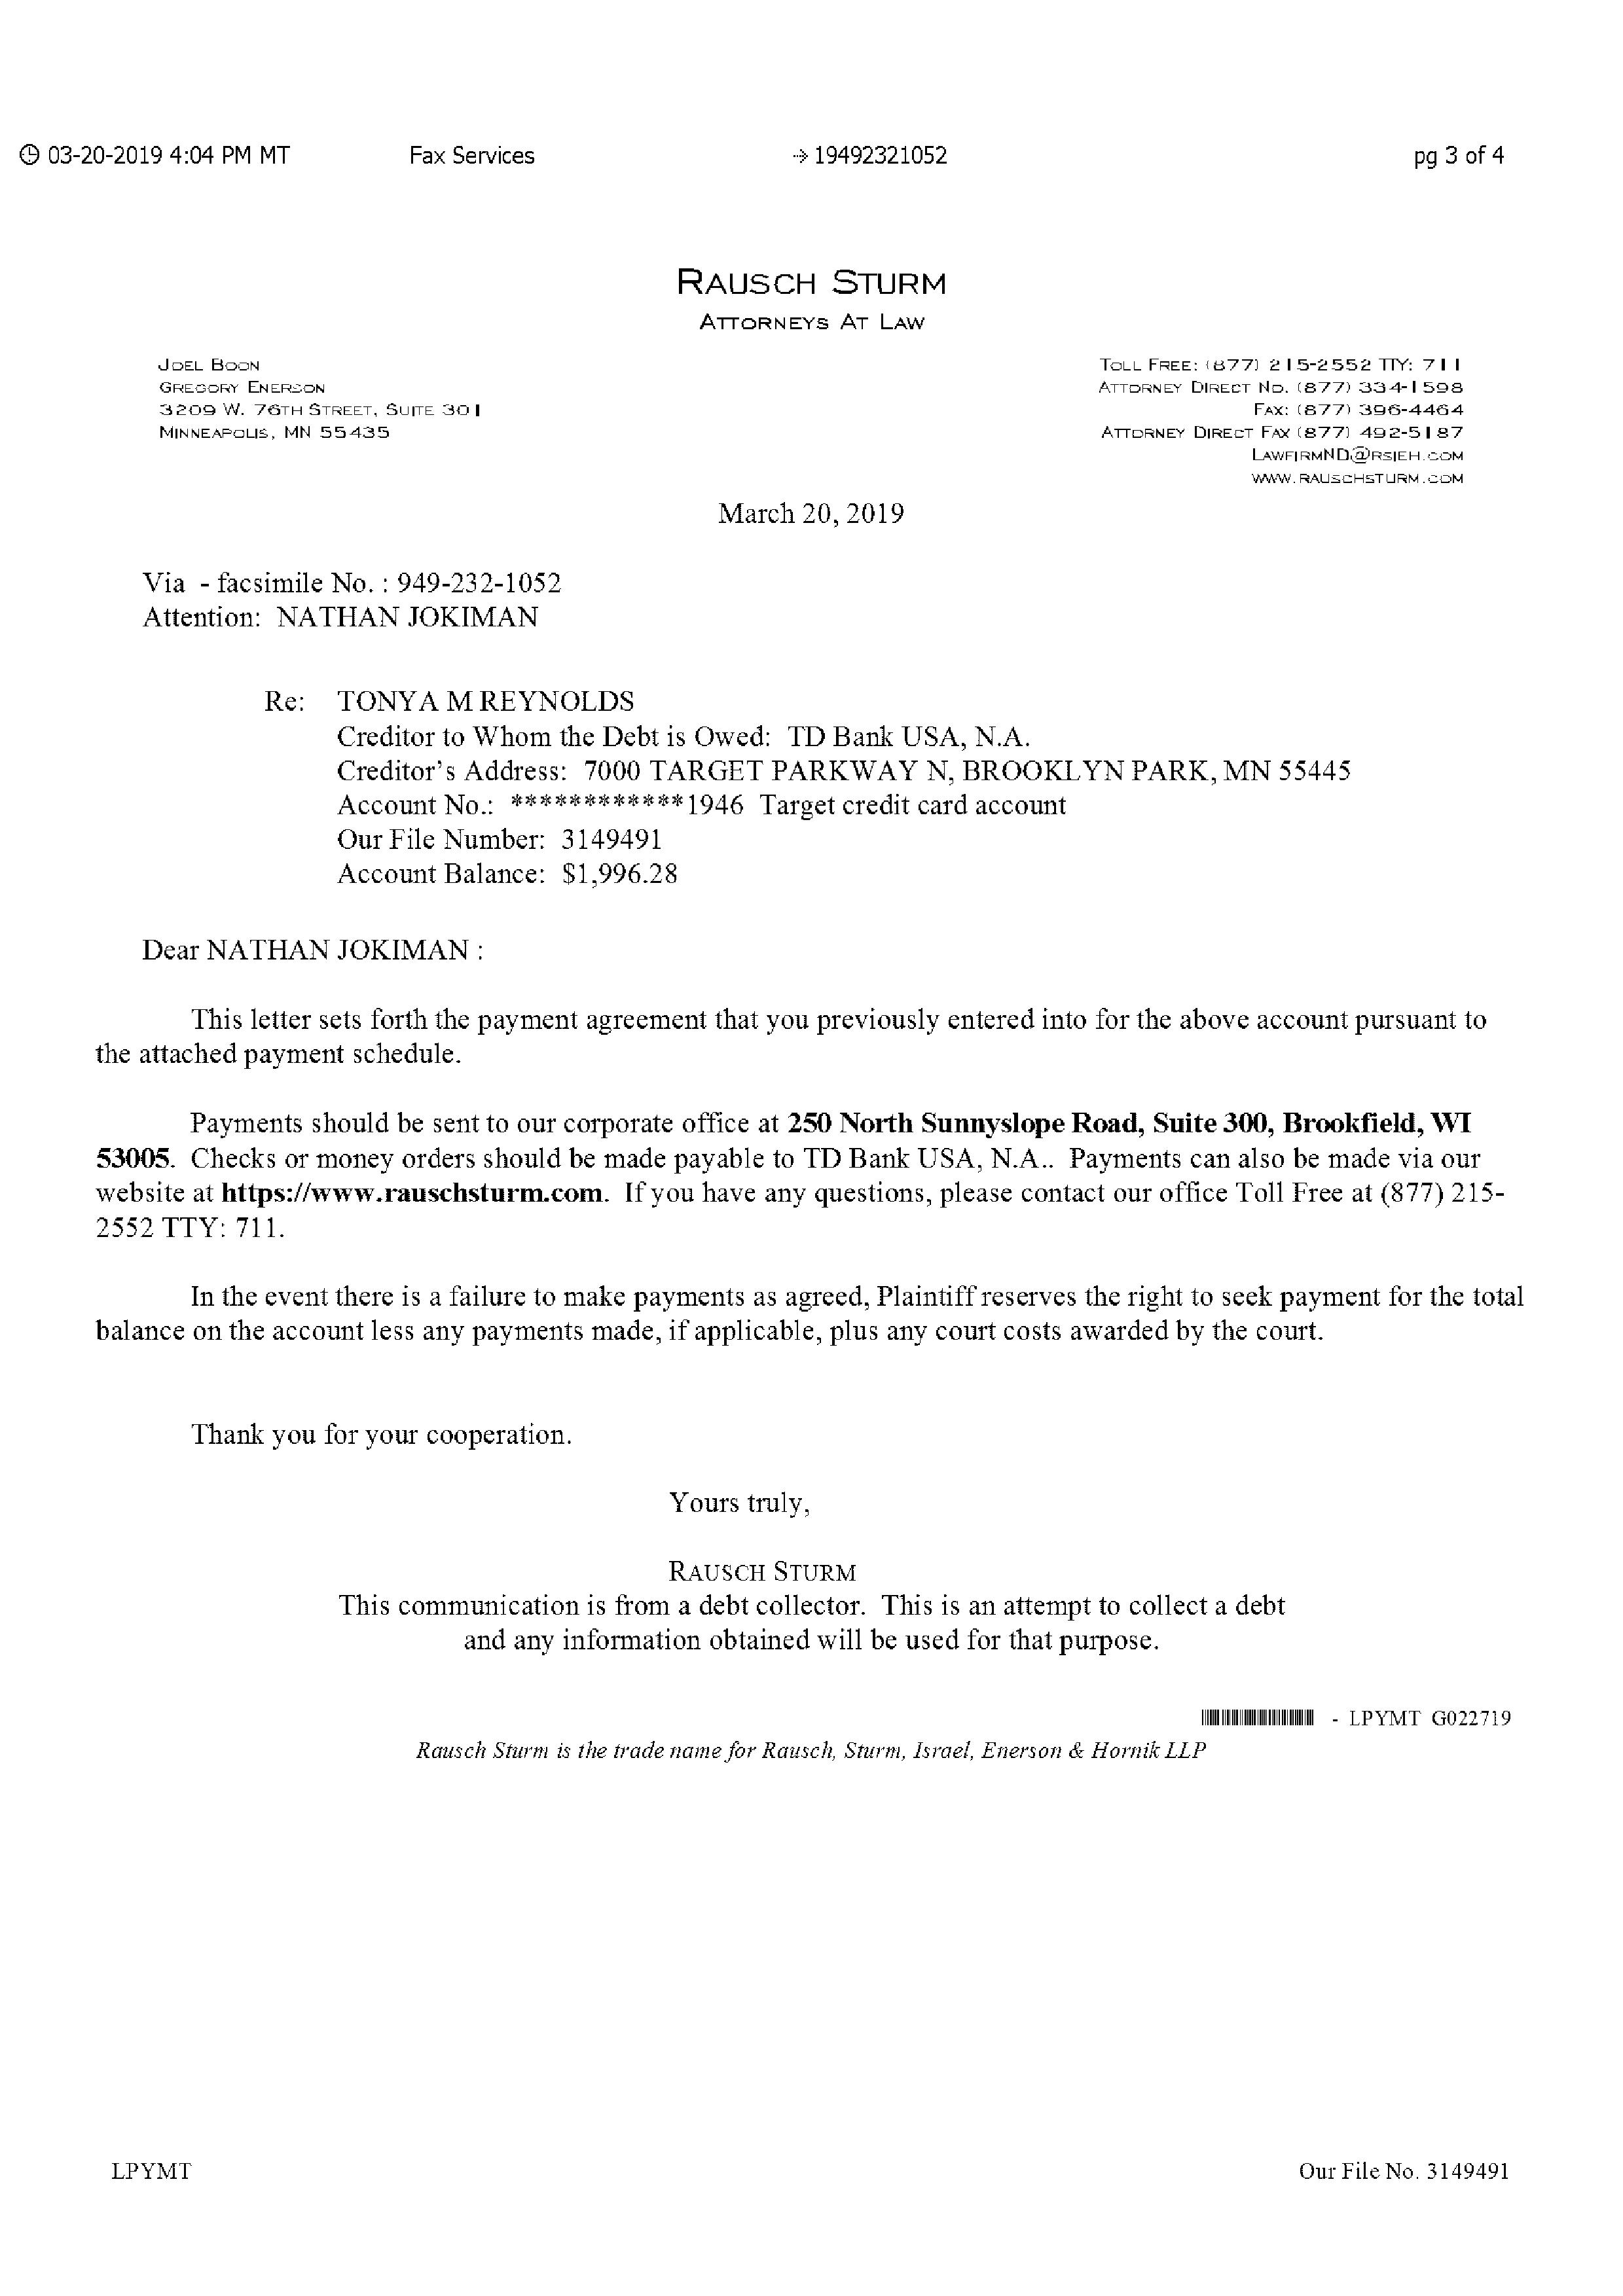 03-20-2019 4:04 PM MT Fax Services → 19492321052 pg 3 of 4
RAUSCH STURM
ATTORNEYS AT LAW
JOEL BOON
GREGORY ENERSON
3209 W. 76TH STREET, SUITE 301
MINNEAPOLIS, MN 55435
TOLL FREE: (877) 215-2552 TTY: 711
ATTORNEY DIRECT NO. (877) 334-1598
FAX: (877) 396-4464
ATTORNEY DIRECT FAX (877) 492-5187
LAWFIRMND@RSIEH.COM
WWW.RAUSCHSTURM.COM
March 20, 2019
Via - facsimile No. : 949-232-1052
Attention: NATHAN JOKIMAN
Re: TONYA M REYNOLDS
Creditor to Whom the Debt is Owed: TD Bank USA, N.A.
Creditor’s Address: 7000 TARGET PARKWAY N, BROOKLYN PARK, MN 55445
Account No.: ************1946 Target credit card account
Our File Number: 3149491
Account Balance: $1,996.28
Dear NATHAN JOKIMAN :
This letter sets forth the payment agreement that you previously entered into for the above account pursuant to
the attached payment schedule.
Payments should be sent to our corporate office at 250 North Sunnyslope Road, Suite 300, Brookfield, WI
53005. Checks or money orders should be made payable to TD Bank USA, N.A.. Payments can also be made via our
website at https://www.rauschsturm.com. If you have any questions, please contact our office Toll Free at (877) 215-
2552 TTY: 711.
In the event there is a failure to make payments as agreed, Plaintiff reserves the right to seek payment for the total
balance on the account less any payments made, if applicable, plus any court costs awarded by the court.
Thank you for your cooperation.
Yours truly,
RAUSCH STURM
This communication is from a debt collector. This is an attempt to collect a debt
and any information obtained will be used for that purpose.
- LPYMT G022719
Rausch Sturm is the trade name for Rausch, Sturm, Israel, Enerson & Hornik LLP
LPYMT Our File No. 3149491